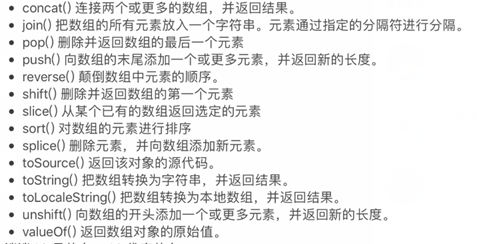 • concat() 连接两个或更多的数组，并返回结果。
• join() 把数组的所有元素放入一个字符串。元素通过指定的分隔符进行分隔。
• pop() 删除并返回数组的最后一个元素
• push() 向数组的末尾添加一个或更多元素，并返回新的长度。
• reverse() 颠倒数组中元素的顺序。
• shift() 删除并返回数组的第一个元素
• slice() 从某个已有的数组返回选定的元素
• sort() 对数组的元素进行排序
• splice() 删除元素，并向数组添加新元素。
• toSource() 返回该对象的源代码。
• toString() 把数组转换为字符串，并返回结果。
• toLocaleString() 把数组转换为本地数组，并返回结果。
• unshift() 向数组的开头添加一个或更多元素，并返回新的长度。
• valueOf() 返回数组对象的原始值。